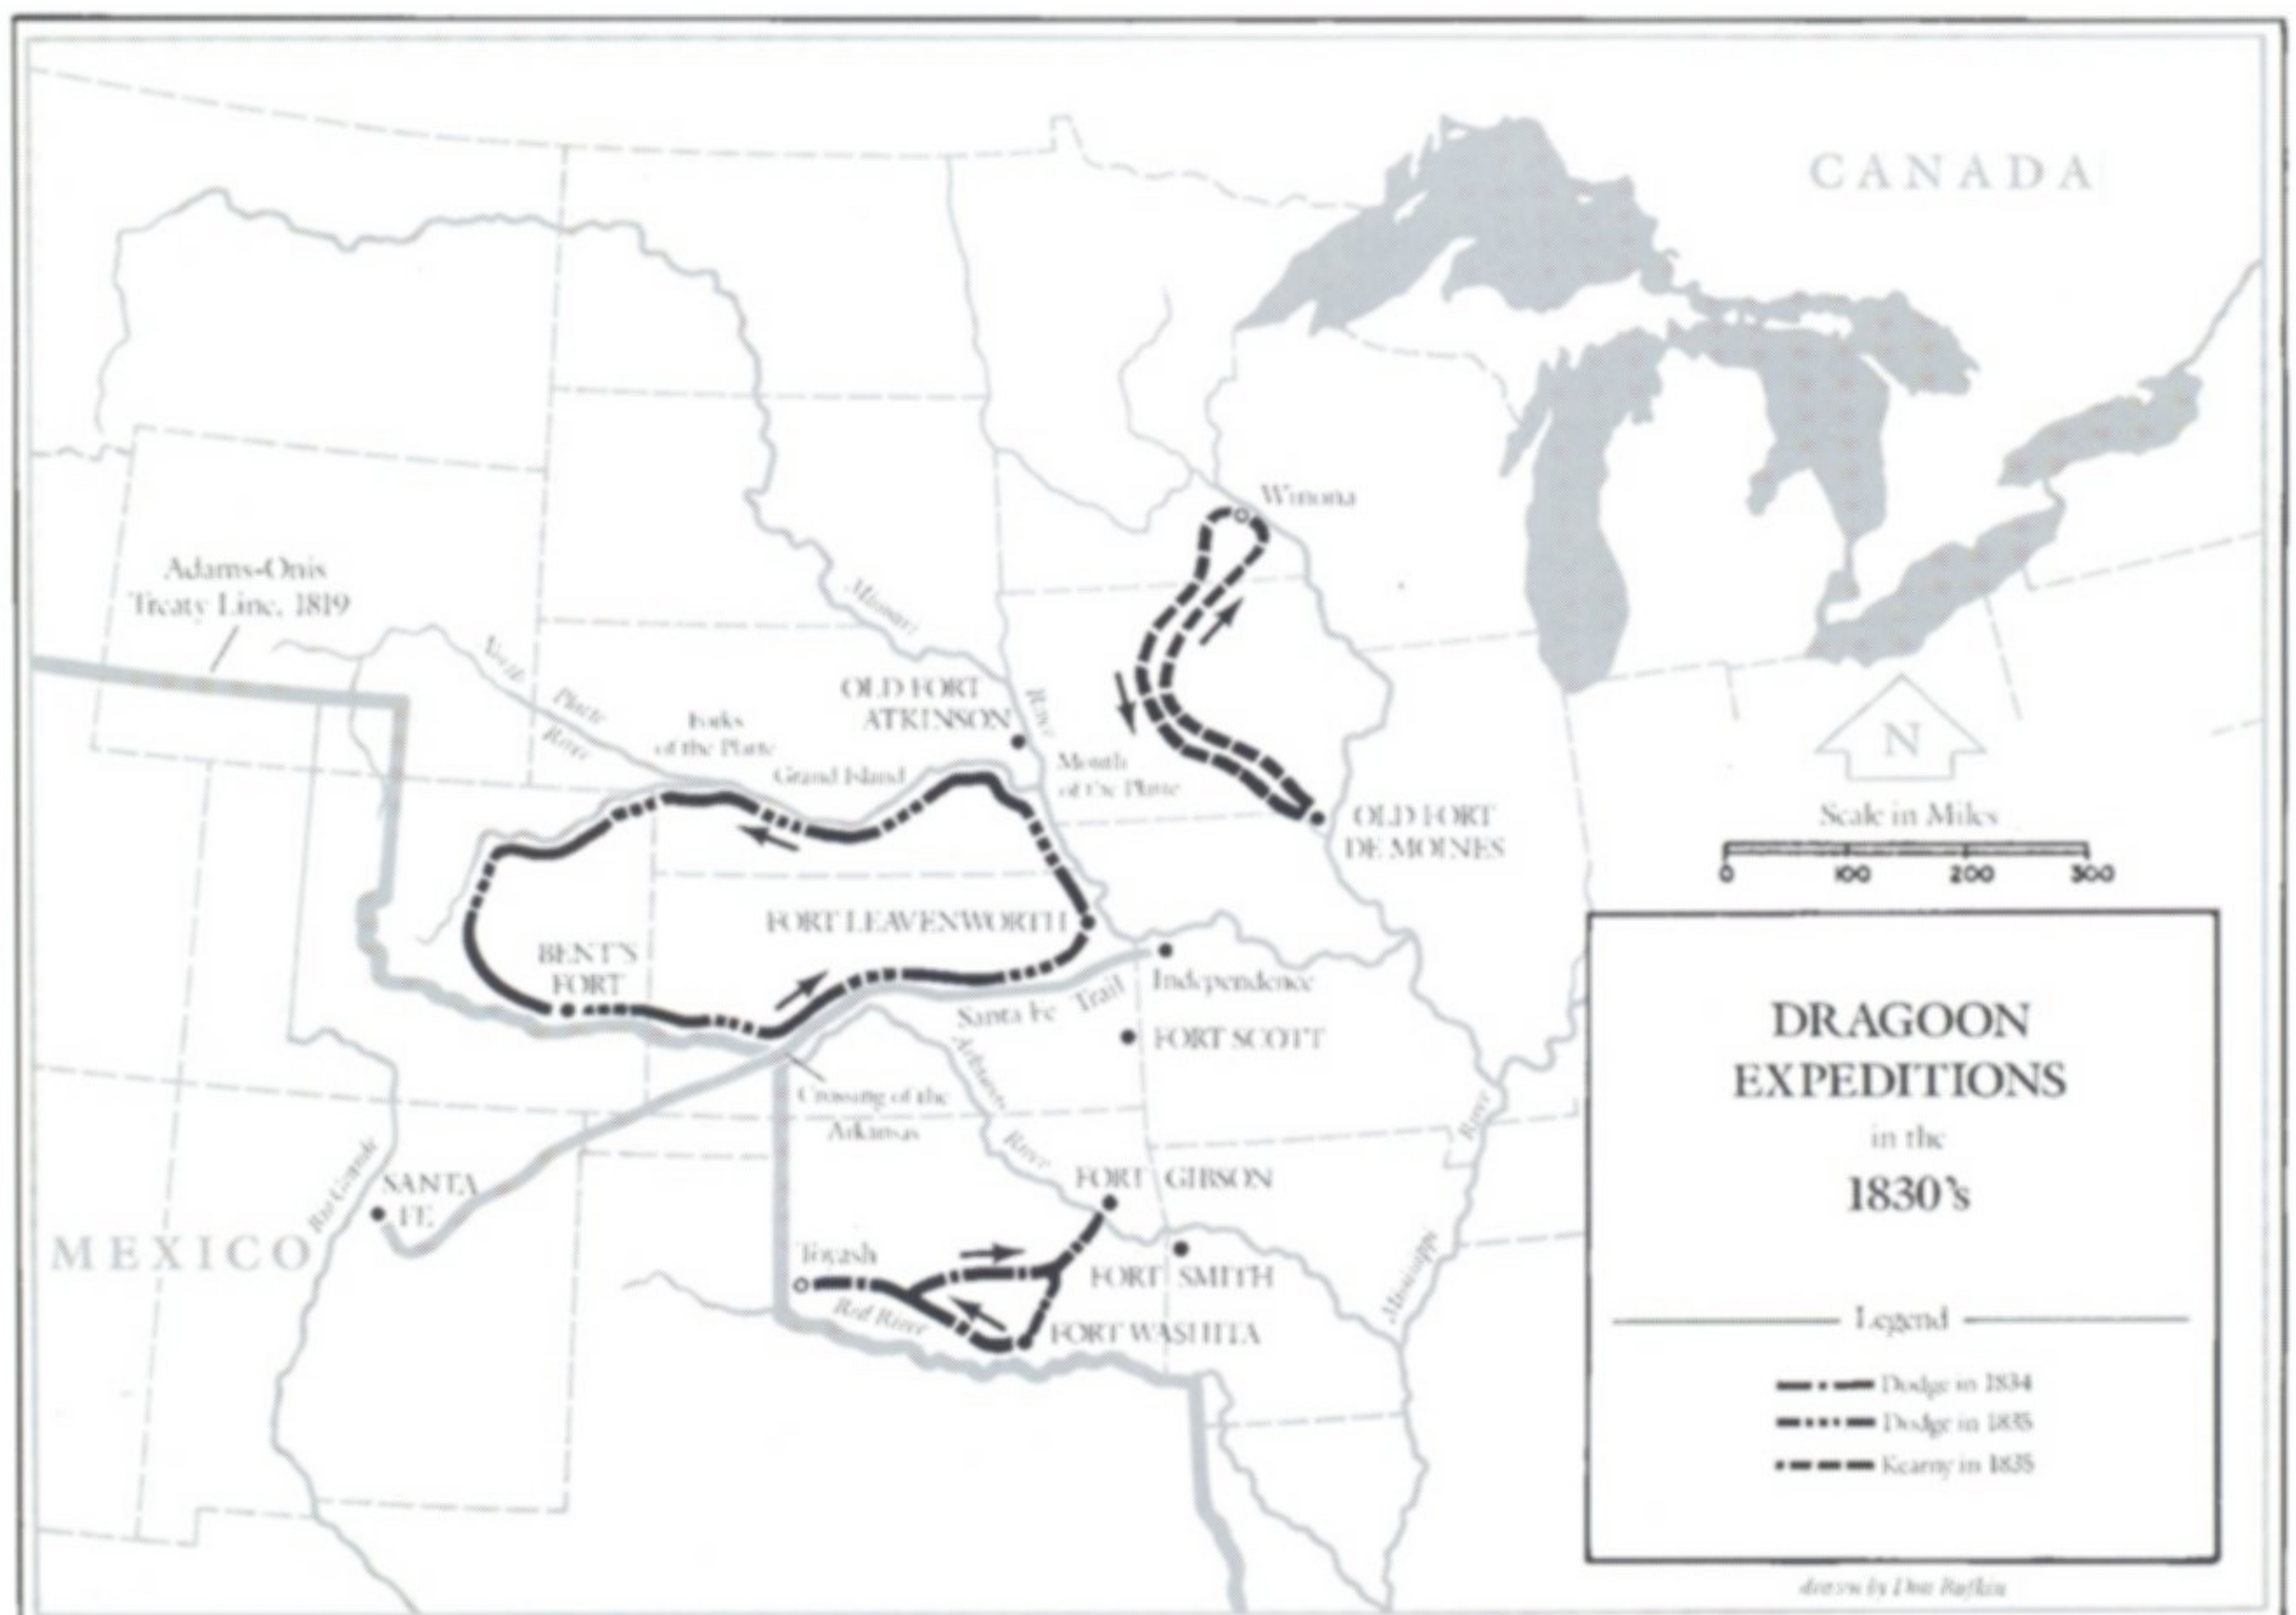 CANADA
Winona
Adams-Onis
Treaty Line, 1819
Missouri
River
North
Platte
River
OLD FORT
ATKINSON
Forks
of the Platte
Grand Island
Mouth
of the Platte
OLD FORT
DE MOINES
N
Scale in Miles
0 100 200 300
FORT LEAVENWORTH
BENT'S
FORT
Independence
Santa Fe Trail
FORT SCOTT
Arkansas
River
Crossing of the
Arkansas
Rio Grande
SANTA
FE
MEXICO
FORT GIBSON
Toyash
FORT SMITH
Red River
FORT WASHITA
Mississippi
River
DRAGOON
EXPEDITIONS
in the
1830's
Legend
Dodge in 1834
Dodge in 1835
Kearny in 1835
drawn by Don Bufkin